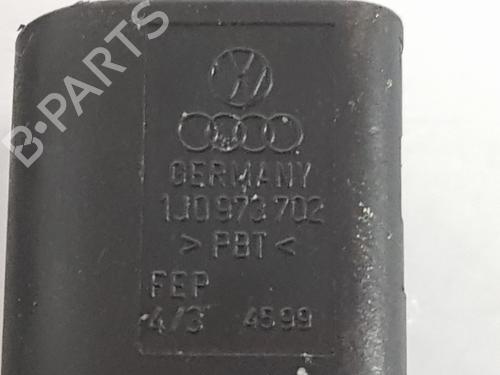 B-PARTS
GERMANY
1J0 973 702
> PBT <
FEP
4/3 4599